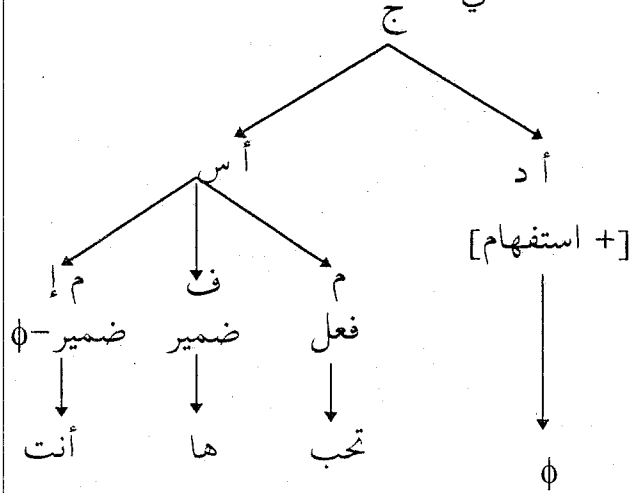 ج
أ د أ س
[+ استفهام]
م ف م إ
فعل ضمير ضمير-ϕ
تحب ها أنت
ϕ